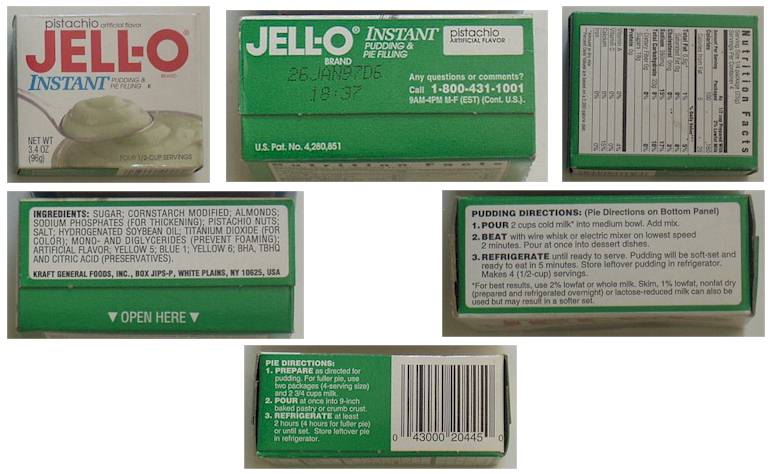 pistachio artificial flavor
JELL-O®
BRAND
INSTANT PUDDING & PIE FILLING K
NET WT
3.4 OZ
(96g)
FOUR 1/2-CUP SERVINGS
JELL-O® INSTANT
BRAND
PUDDING &
PIE FILLING
pistachio
ARTIFICIAL FLAVOR
26JAN97D6
18:37
Any questions or comments?
Call 1-800-431-1001
9AM-4PM M-F (EST) (Cont. U.S.).
U.S. Pat. No. 4,260,851
Nutrition Facts
Nutrition Facts
INGREDIENTS: SUGAR; CORNSTARCH MODIFIED; ALMONDS;
SODIUM PHOSPHATES (FOR THICKENING); PISTACHIO NUTS;
SALT; HYDROGENATED SOYBEAN OIL; TITANIUM DIOXIDE (FOR
COLOR); MONO- AND DIGLYCERIDES (PREVENT FOAMING);
ARTIFICIAL FLAVOR; YELLOW 5; BLUE 1; YELLOW 6; BHA, TBHQ
AND CITRIC ACID (PRESERVATIVES).
KRAFT GENERAL FOODS, INC., BOX JIPS-P, WHITE PLAINS, NY 10625, USA
▼ OPEN HERE ▼
PUDDING DIRECTIONS: (Pie Directions on Bottom Panel)
1. POUR 2 cups cold milk* into medium bowl. Add mix.
2. BEAT with wire whisk or electric mixer on lowest speed
2 minutes. Pour at once into dessert dishes.
3. REFRIGERATE until ready to serve. Pudding will be soft-set and
ready to eat in 5 minutes. Store leftover pudding in refrigerator.
Makes 4 (1/2-cup) servings.
*For best results, use 2% lowfat or whole milk. Skim, 1% lowfat, nonfat dry
(prepared and refrigerated overnight) or lactose-reduced milk can also be
used but may result in a softer set.
PIE DIRECTIONS:
1. PREPARE as directed for
pudding. For fuller pie, use
two packages (4-serving size)
and 2 3/4 cups milk.
2. POUR at once into 9-inch
baked pastry or crumb crust.
3. REFRIGERATE at least
2 hours (4 hours for fuller pie)
or until set. Store leftover pie
in refrigerator.
0 43000 20445 0